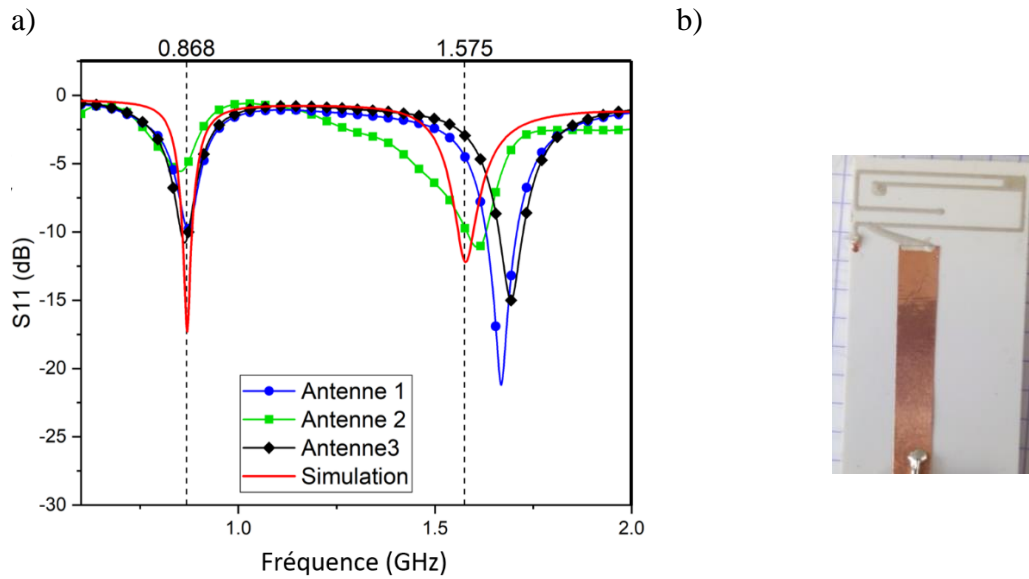 a)
b)
0.868
1.575
0
-5
-10
-15
-20
-25
-30
S11 (dB)
Antenne 1
Antenne 2
Antenne3
Simulation
1.0
1.5
2.0
Fréquence (GHz)